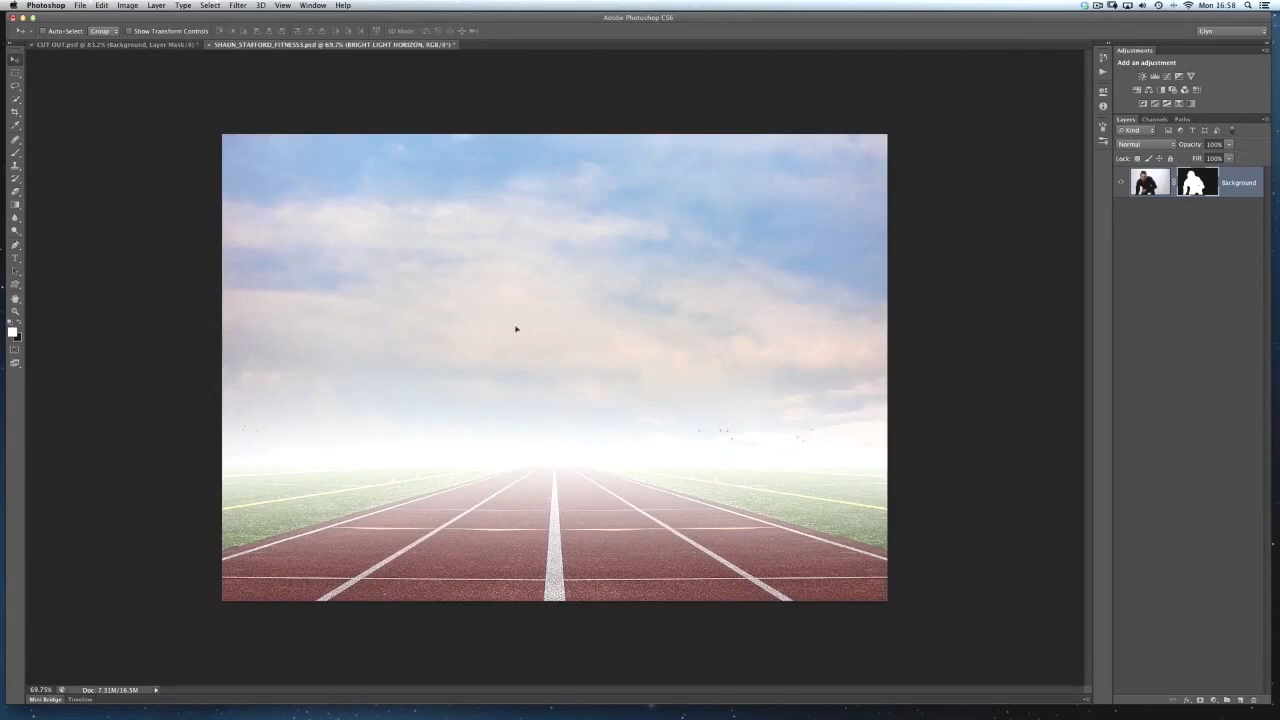 Photoshop File Edit Image Layer Type Select Filter 3D View Window Help Mon 16:58
Adobe Photoshop CS6
Auto-Select: Group Show Transform Controls 3D Mode: Glyn
× CUT OUT.psd @ 83.2% (Background, Layer Mask/8) * × SHAUN_STAFFORD_FITNESS3.psd @ 69.7% (BRIGHT LIGHT HORIZON, RGB/8*) *
Adjustments
Add an adjustment
Layers Channels Paths
Kind
Normal Opacity: 100%
Lock: Fill: 100%
Background
69.75% Doc: 7.31M/16.5M
Mini Bridge Timeline